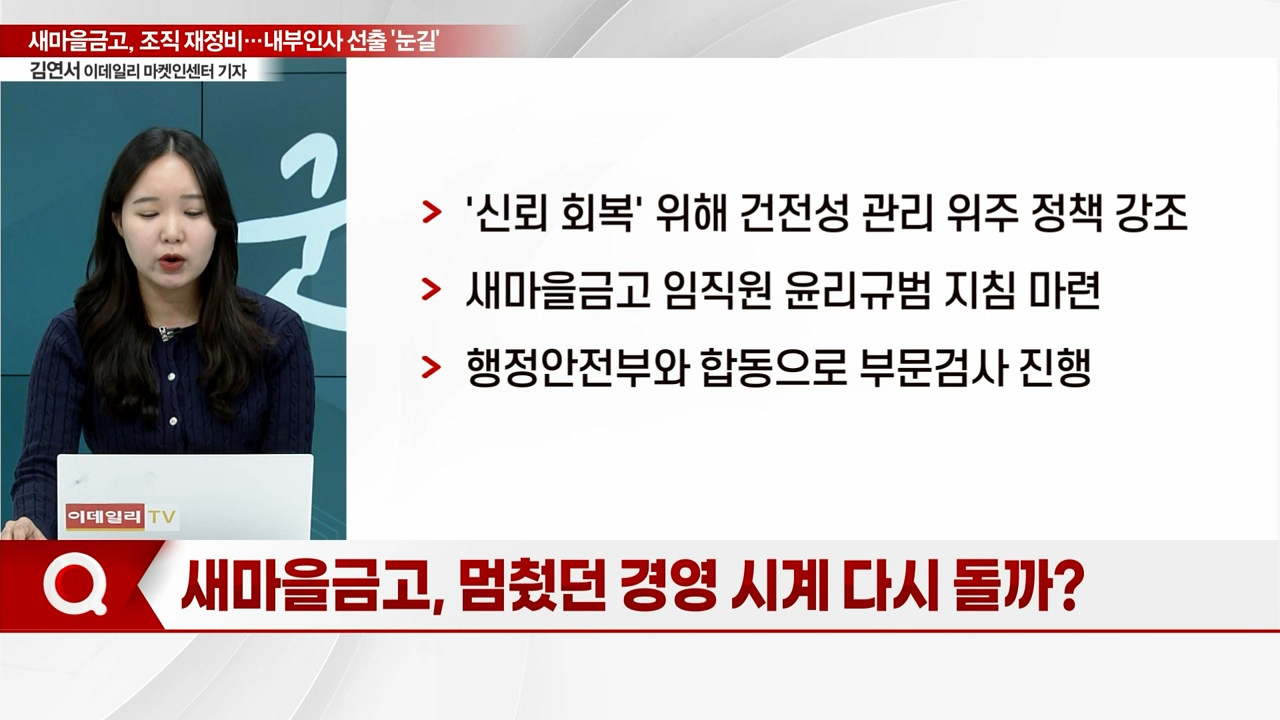 새마을금고, 조직 재정비…내부인사 선출 '눈길'
김연서 이데일리 마켓인센터 기자
> '신뢰 회복' 위해 건전성 관리 위주 정책 강조
> 새마을금고 임직원 윤리규범 지침 마련
> 행정안전부와 합동으로 부문검사 진행
이데일리 TV
Q 새마을금고, 멈췄던 경영 시계 다시 돌까?